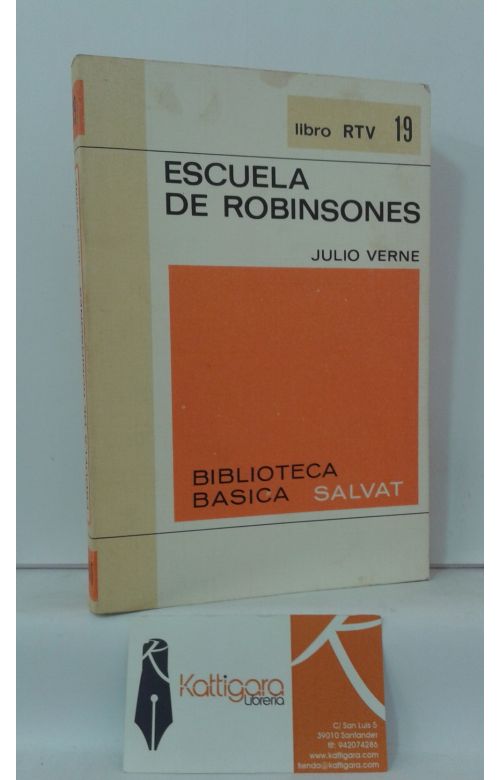 libro RTV 19
ESCUELA
DE ROBINSONES
JULIO VERNE
BIBLIOTECA
BASICA SALVAT
Kattigara
Librería
C/ San Luis 5
39010 Santander
tlf: 942074286
www.kattigara.com
tienda@kattigara.com